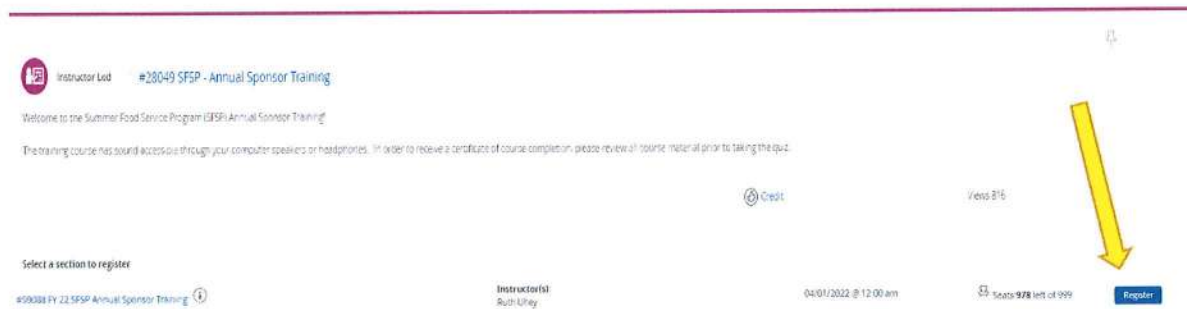 Instructor Led #28049 SFSP - Annual Sponsor Training
Welcome to the Summer Food Service Program (SFSP) Annual Sponsor Training!
The training course has sound accessible through your computer speakers or headphones. In order to receive a certificate of course completion, please review all course material prior to taking the quiz.
Credit Views 816
Select a section to register
#59088 FY 22 SFSP Annual Sponsor Training Instructor(s) 04/01/2022 @ 12:00 am Seats 978 left of 999 Register
Ruth